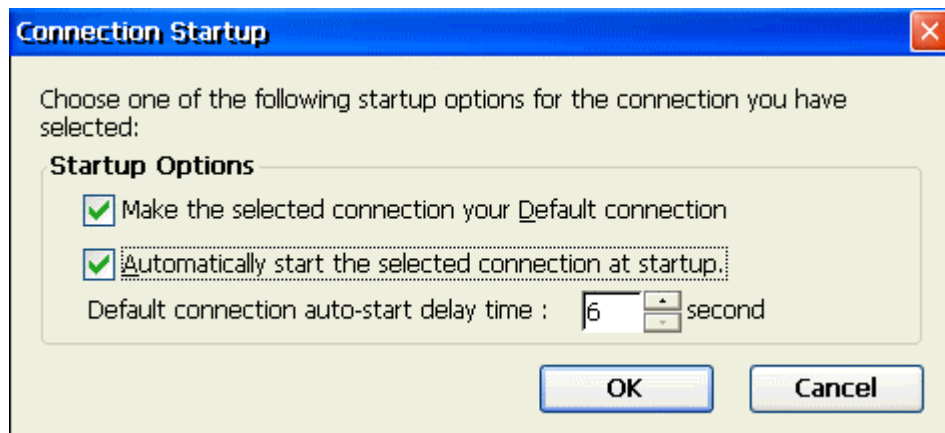 Connection Startup
Choose one of the following startup options for the connection you have
selected:
Startup Options
Make the selected connection your Default connection
Automatically start the selected connection at startup.
Default connection auto-start delay time : 6 second
OK Cancel